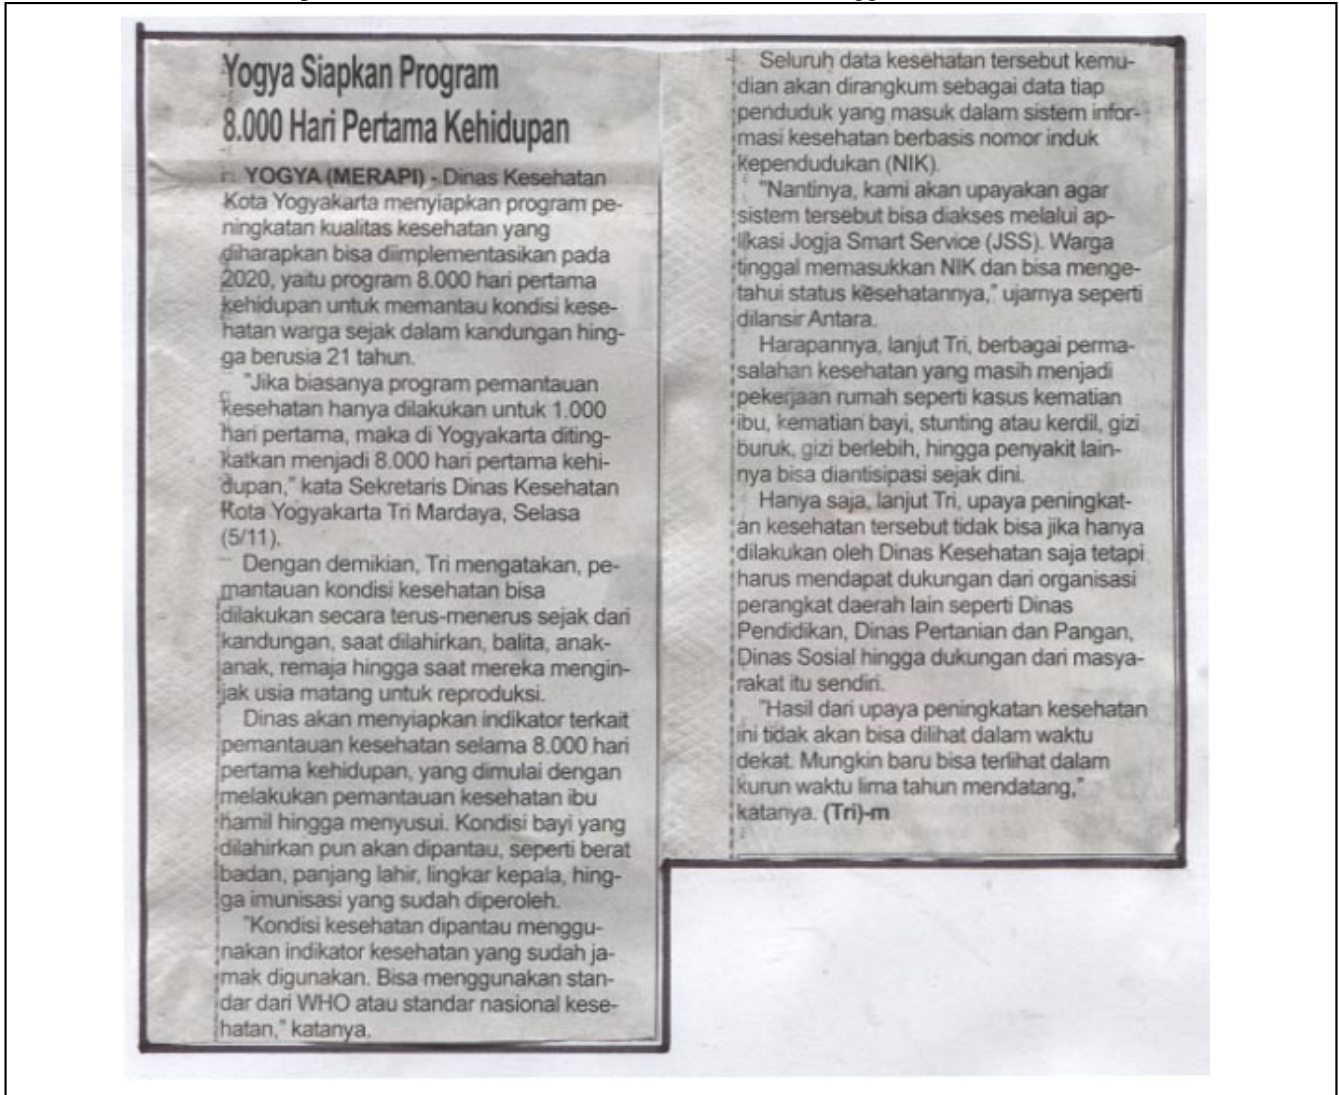 Yogya Siapkan Program
8.000 Hari Pertama Kehidupan
YOGYA (MERAPI) - Dinas Kesehatan
Kota Yogyakarta menyiapkan program pe-
ningkatan kualitas kesehatan yang
diharapkan bisa diimplementasikan pada
2020, yaitu program 8.000 hari pertama
kehidupan untuk memantau kondisi kese-
hatan warga sejak dalam kandungan hing-
ga berusia 21 tahun.
"Jika biasanya program pemantauan
kesehatan hanya dilakukan untuk 1.000
hari pertama, maka di Yogyakarta diting-
katkan menjadi 8.000 hari pertama kehi-
dupan," kata Sekretaris Dinas Kesehatan
Kota Yogyakarta Tri Mardaya, Selasa
(5/11).
Dengan demikian, Tri mengatakan, pe-
mantauan kondisi kesehatan bisa
dilakukan secara terus-menerus sejak dari
kandungan, saat dilahirkan, balita, anak-
anak, remaja hingga saat mereka mengin-
jak usia matang untuk reproduksi.
Dinas akan menyiapkan indikator terkait
pemantauan kesehatan selama 8.000 hari
pertama kehidupan, yang dimulai dengan
melakukan pemantauan kesehatan ibu
hamil hingga menyusui. Kondisi bayi yang
dilahirkan pun akan dipantau, seperti berat
badan, panjang lahir, lingkar kepala, hing-
ga imunisasi yang sudah diperoleh.
"Kondisi kesehatan dipantau menggu-
nakan indikator kesehatan yang sudah ja-
mak digunakan. Bisa menggunakan stan-
dar dari WHO atau standar nasional kese-
hatan," katanya.
Seluruh data kesehatan tersebut kemu-
dian akan dirangkum sebagai data tiap
penduduk yang masuk dalam sistem infor-
masi kesehatan berbasis nomor induk
kependudukan (NIK).
"Nantinya, kami akan upayakan agar
sistem tersebut bisa diakses melalui ap-
likasi Jogja Smart Service (JSS). Warga
tinggal memasukkan NIK dan bisa menge-
tahui status kesehatannya," ujarnya seperti
dilansir Antara.
Harapannya, lanjut Tri, berbagai perma-
salahan kesehatan yang masih menjadi
pekerjaan rumah seperti kasus kematian
ibu, kematian bayi, stunting atau kerdil, gizi
buruk, gizi berlebih, hingga penyakit lain-
nya bisa diantisipasi sejak dini.
Hanya saja, lanjut Tri, upaya peningkat-
an kesehatan tersebut tidak bisa jika hanya
dilakukan oleh Dinas Kesehatan saja tetapi
harus mendapat dukungan dari organisasi
perangkat daerah lain seperti Dinas
Pendidikan, Dinas Pertanian dan Pangan,
Dinas Sosial hingga dukungan dari masya-
rakat itu sendiri.
"Hasil dari upaya peningkatan kesehatan
ini tidak akan bisa dilihat dalam waktu
dekat. Mungkin baru bisa terlihat dalam
kurun waktu lima tahun mendatang,"
katanya. (Tri)-m